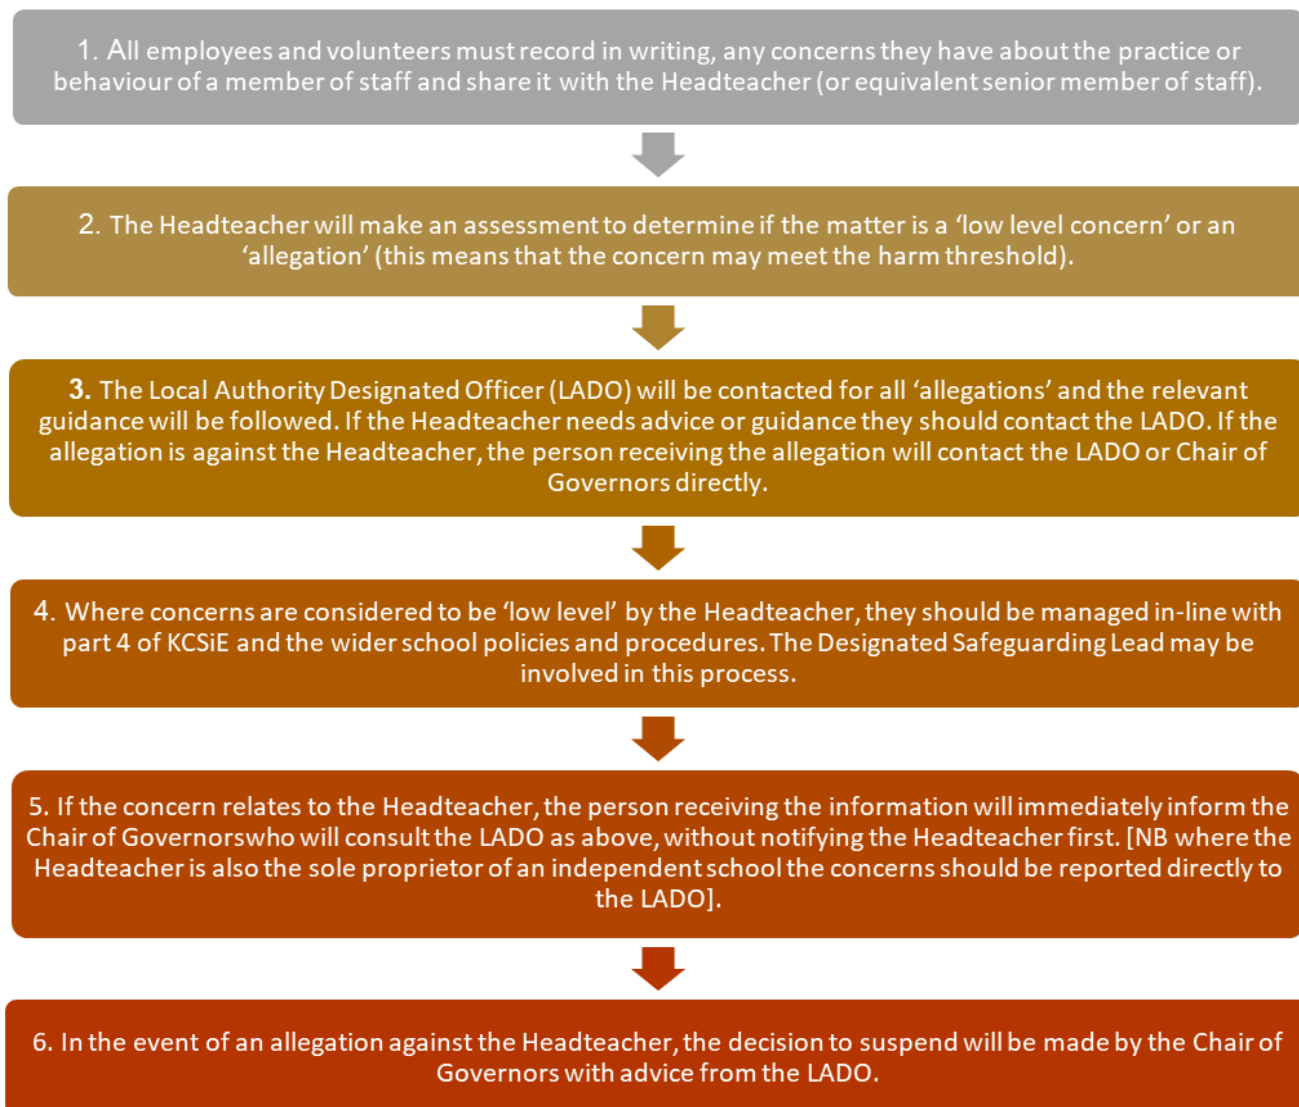 1. All employees and volunteers must record in writing, any concerns they have about the practice or
behaviour of a member of staff and share it with the Headteacher (or equivalent senior member of staff).
2. The Headteacher will make an assessment to determine if the matter is a ‘low level concern’ or an
‘allegation’ (this means that the concern may meet the harm threshold).
3. The Local Authority Designated Officer (LADO) will be contacted for all ‘allegations’ and the relevant
guidance will be followed. If the Headteacher needs advice or guidance they should contact the LADO. If the
allegation is against the Headteacher, the person receiving the allegation will contact the LADO or Chair of
Governors directly.
4. Where concerns are considered to be ‘low level’ by the Headteacher, they should be managed in-line with
part 4 of KCSiE and the wider school policies and procedures. The Designated Safeguarding Lead may be
involved in this process.
5. If the concern relates to the Headteacher, the person receiving the information will immediately inform the
Chair of Governorswho will consult the LADO as above, without notifying the Headteacher first. [NB where the
Headteacher is also the sole proprietor of an independent school the concerns should be reported directly to
the LADO].
6. In the event of an allegation against the Headteacher, the decision to suspend will be made by the Chair of
Governors with advice from the LADO.